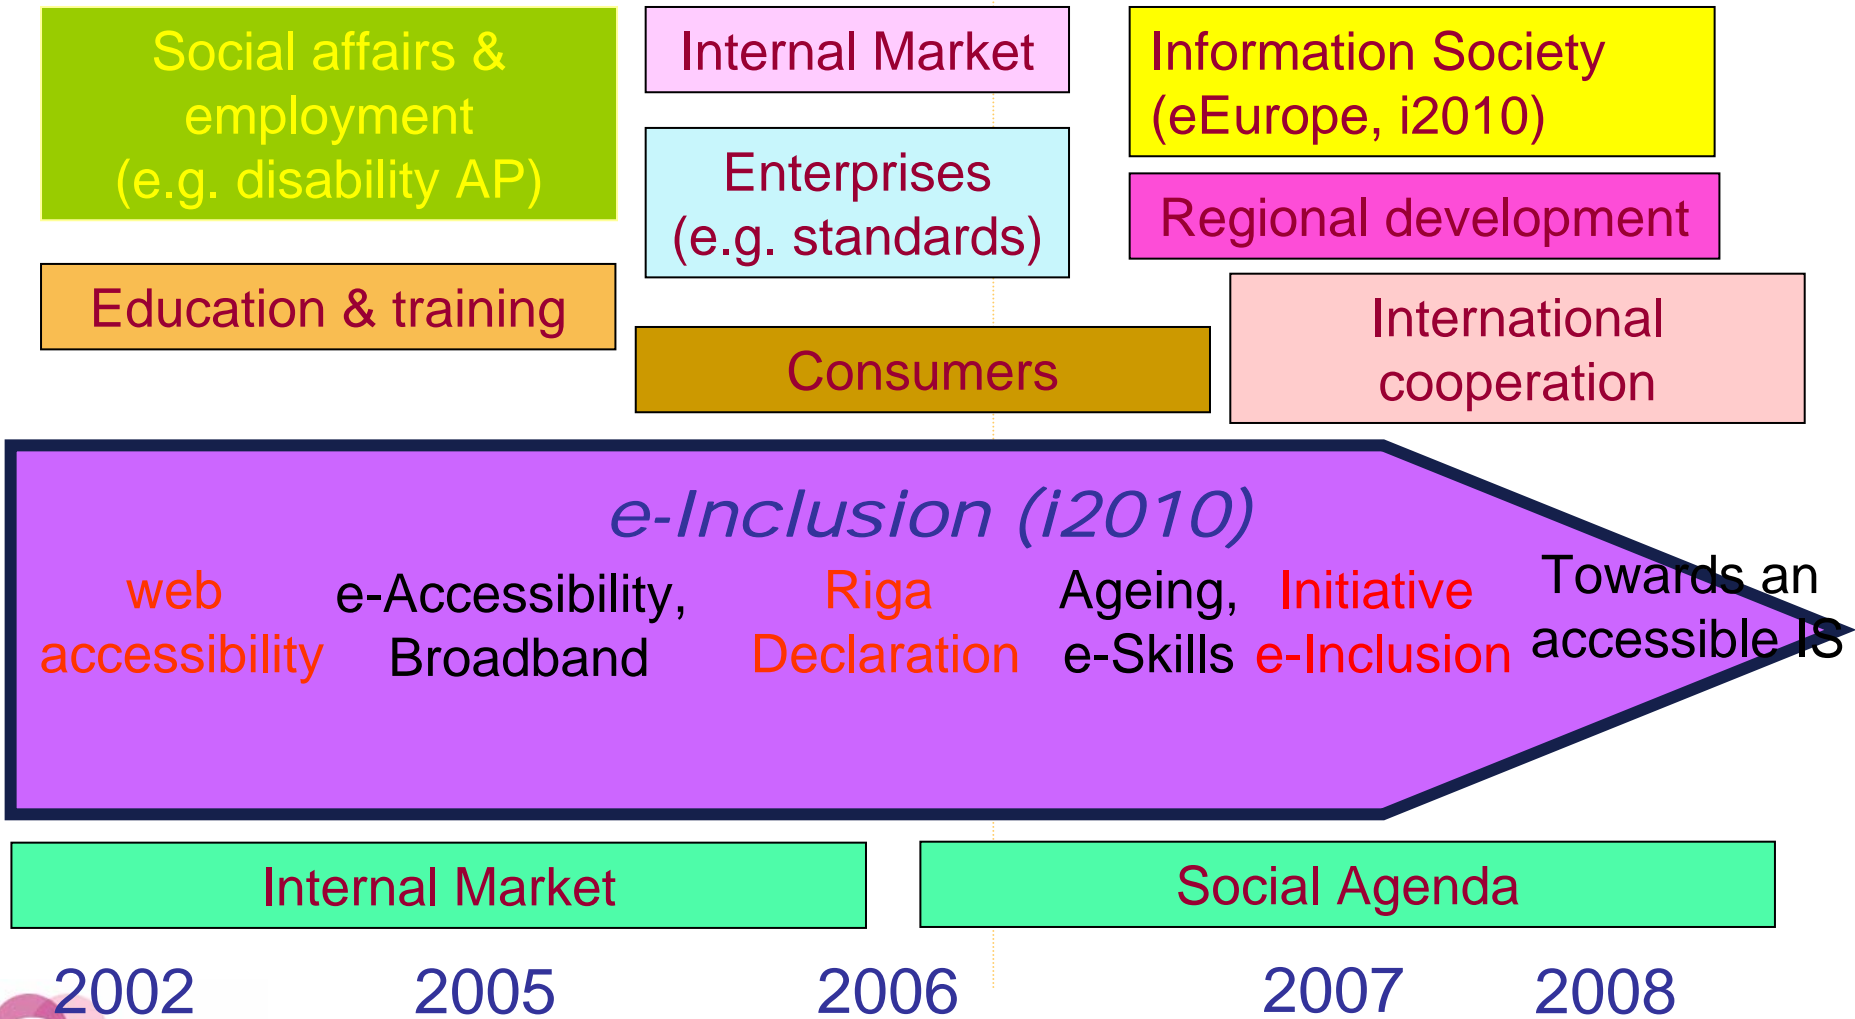 Social affairs &
employment
(e.g. disability AP)
Education & training
Internal Market
Enterprises
(e.g. standards)
Consumers
Information Society
(eEurope, i2010)
Regional development
International
cooperation
e-Inclusion (i2010)
web
accessibility
e-Accessibility,
Broadband
Riga
Declaration
Ageing,
e-Skills
Initiative
e-Inclusion
Towards an
accessible IS
Internal Market
Social Agenda
2002
2005
2006
2007
2008